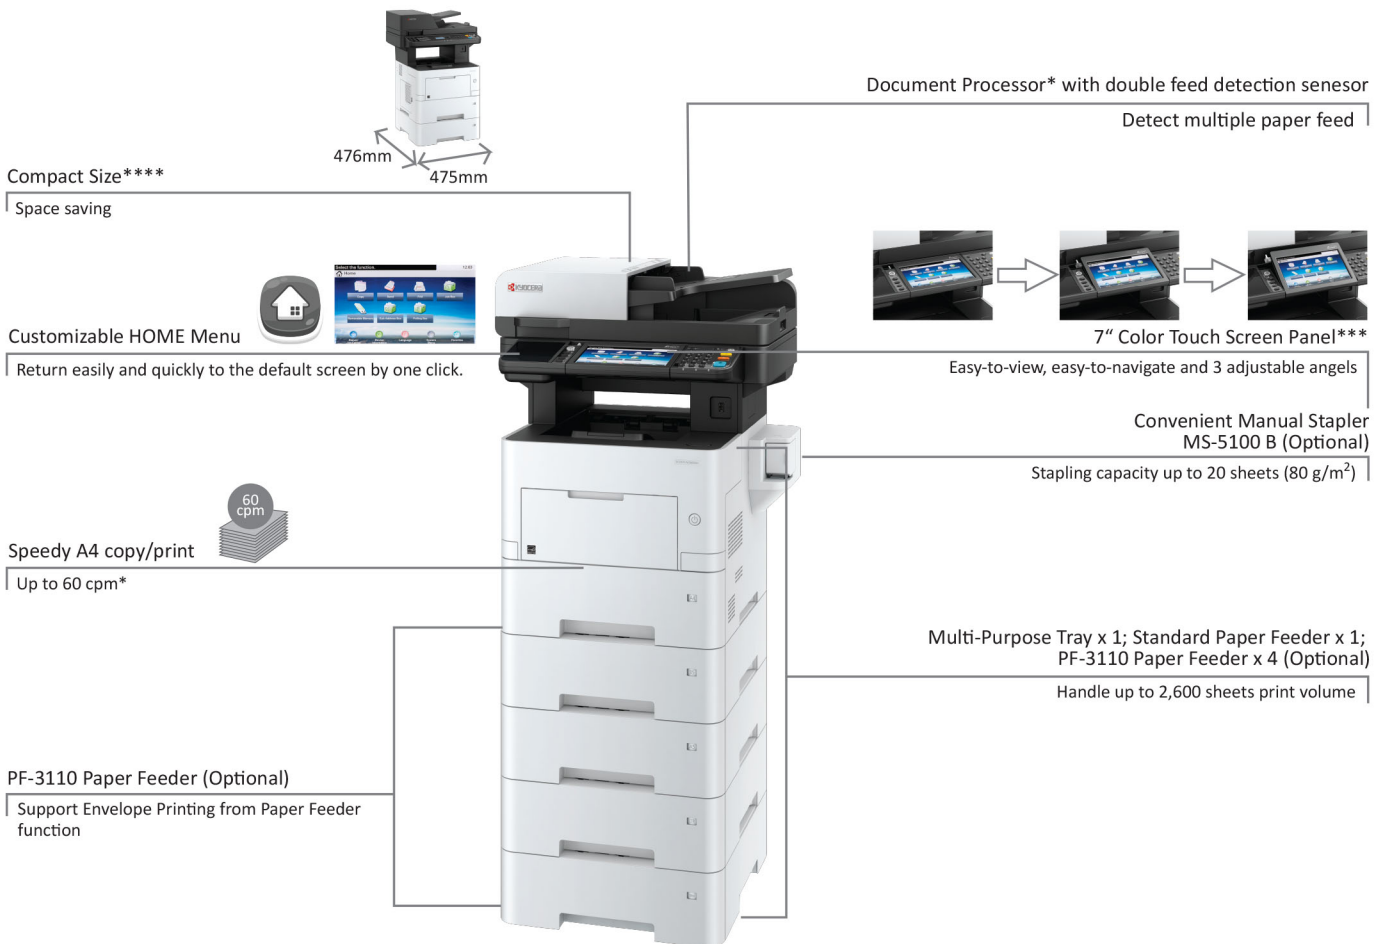 476mm
475mm
Compact Size****
Space saving
Document Processor* with double feed detection senesor
Detect multiple paper feed
Select the function.
Home
KYOCERA
Customizable HOME Menu
Return easily and quickly to the default screen by one click.
7“ Color Touch Screen Panel***
Easy-to-view, easy-to-navigate and 3 adjustable angels
Convenient Manual Stapler
MS-5100 B (Optional)
Stapling capacity up to 20 sheets (80 g/m²)
60
cpm
Speedy A4 copy/print
Up to 60 cpm*
Multi-Purpose Tray x 1; Standard Paper Feeder x 1;
PF-3110 Paper Feeder x 4 (Optional)
Handle up to 2,600 sheets print volume
PF-3110 Paper Feeder (Optional)
Support Envelope Printing from Paper Feeder
function